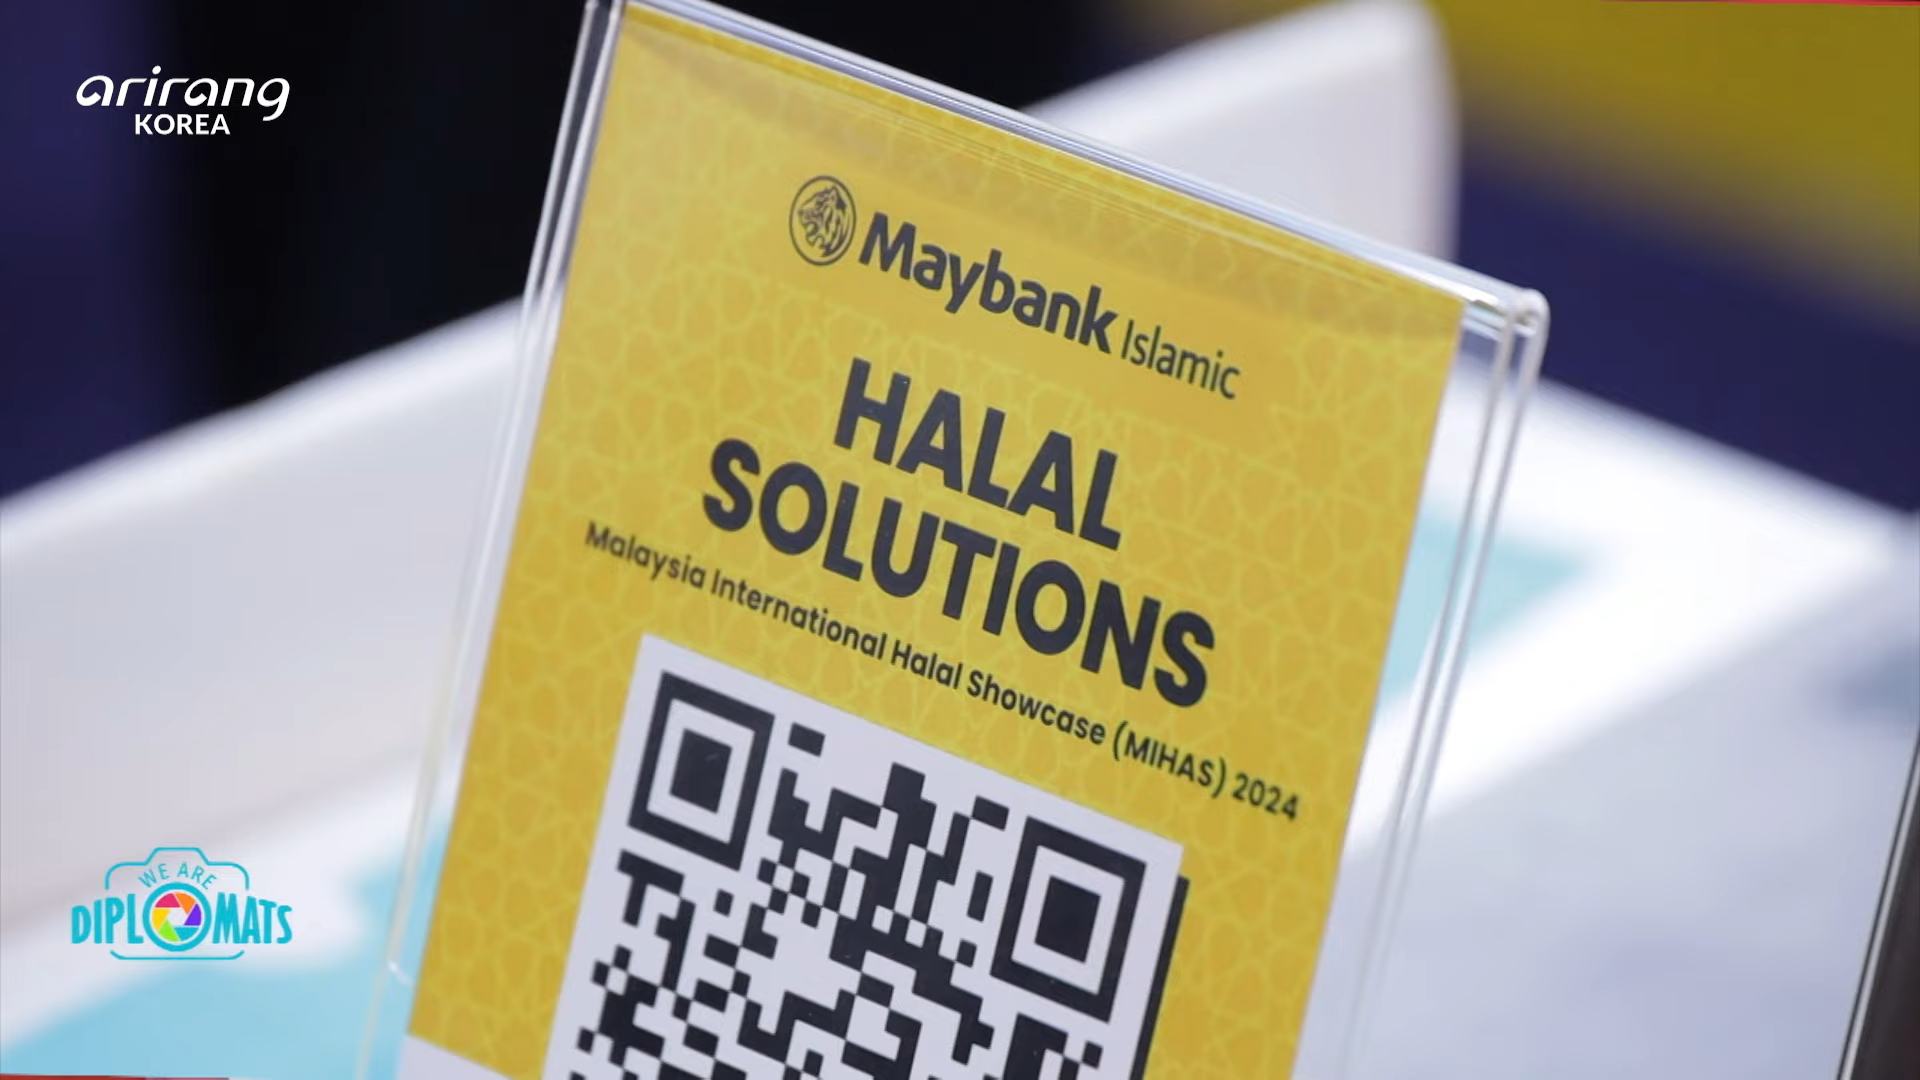 arirang
KOREA
Maybank Islamic
HALAL
SOLUTIONS
Malaysia International Halal Showcase (MIHAS) 2024
WE ARE
DIPLOMATS